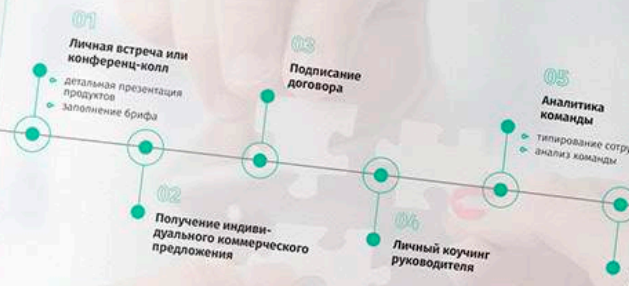 01
Личная встреча или
конференц-колл
детальная презентация
продуктов
заполнение брифа
02
Получение индиви-
дуального коммерческого
предложения
03
Подписание
договора
04
Личный коучинг
руководителя
05
Аналитика
команды
типирование
анализ команды